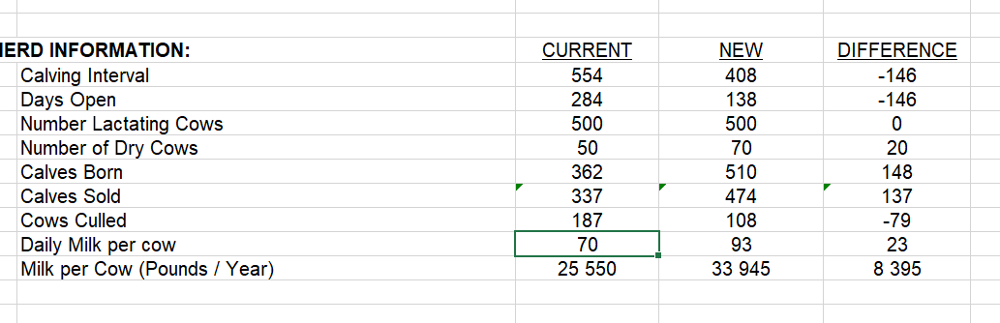 ERD INFORMATION: CURRENT NEW DIFFERENCE
Calving Interval 554 408 -146
Days Open 284 138 -146
Number Lactating Cows 500 500 0
Number of Dry Cows 50 70 20
Calves Born 362 510 148
Calves Sold 337 474 137
Cows Culled 187 108 -79
Daily Milk per cow 70 93 23
Milk per Cow (Pounds / Year) 25 550 33 945 8 395